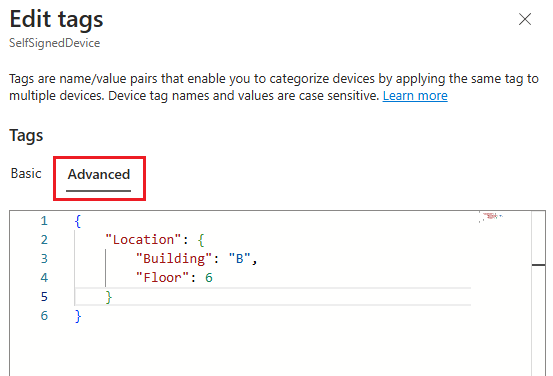 Edit tags
SelfSignedDevice
Tags are name/value pairs that enable you to categorize devices by applying the same tag to
multiple devices. Device tag names and values are case sensitive. Learn more
Tags
Basic Advanced
1 {
2 "Location": {
3 "Building": "B",
4 "Floor": 6
5 }
6 }